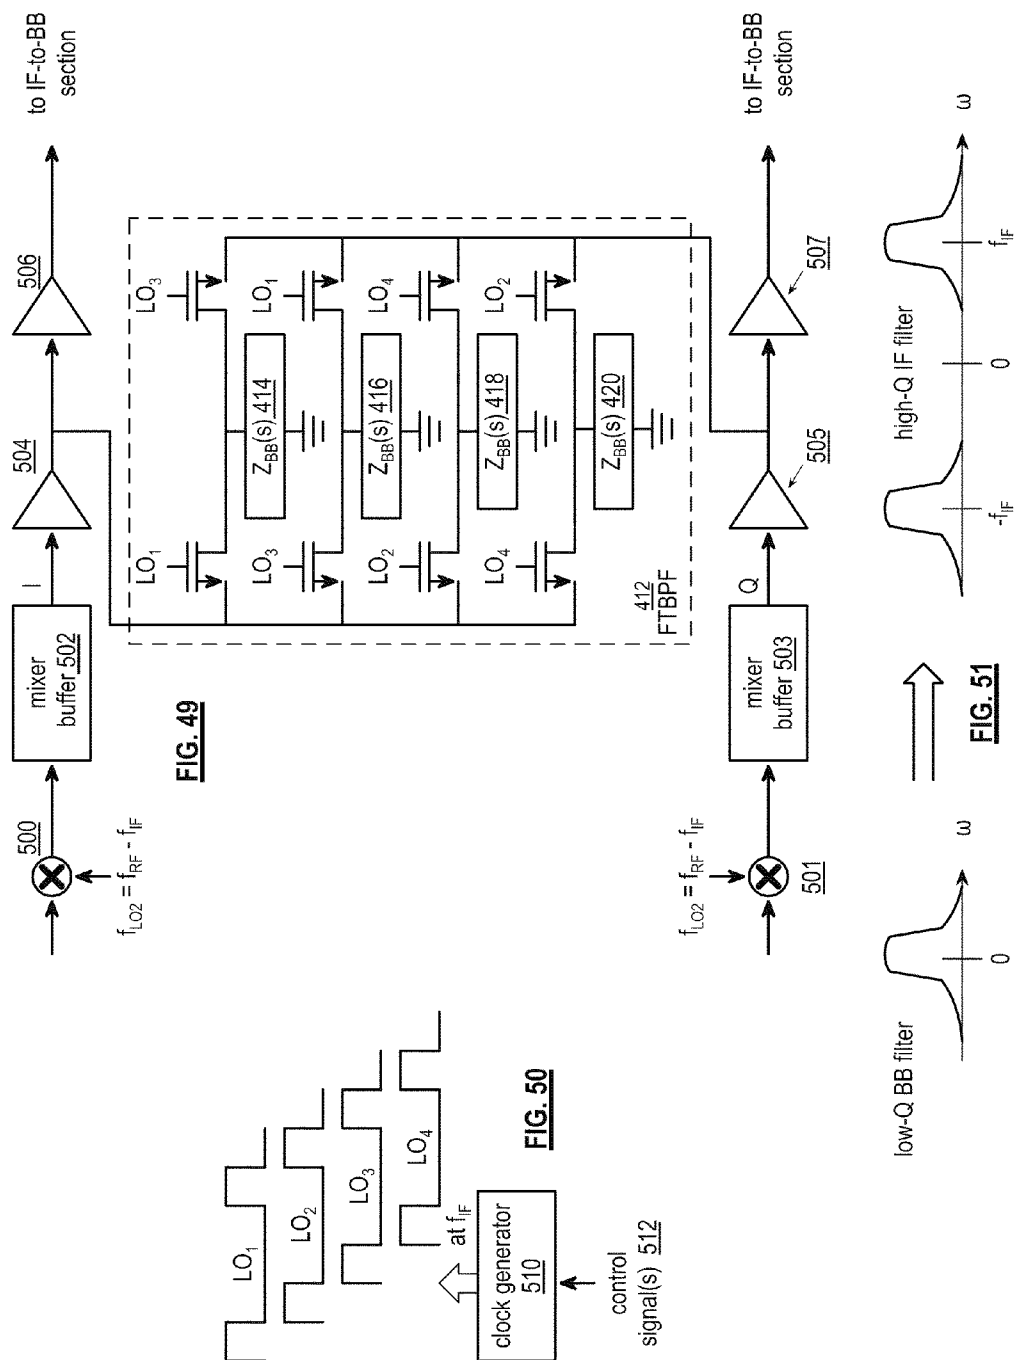 500
mixer
buffer 502
I
504
506
to IF-to-BB
section
f_LO2 = f_RF - f_IF
FIG. 49
LO1
LO3
Z_BB(s) 414
LO3
LO1
Z_BB(s) 416
LO2
LO4
Z_BB(s) 418
LO4
LO2
Z_BB(s) 420
412
FTBPF
f_LO2 = f_RF - f_IF
501
mixer
buffer 503
Q
505
507
to IF-to-BB
section
LO1
LO2
LO3
LO4
at f_IF
clock generator
510
control
signal(s) 512
FIG. 50
low-Q BB filter
0
ω
FIG. 51
high-Q IF filter
-f_IF
0
f_IF
ω